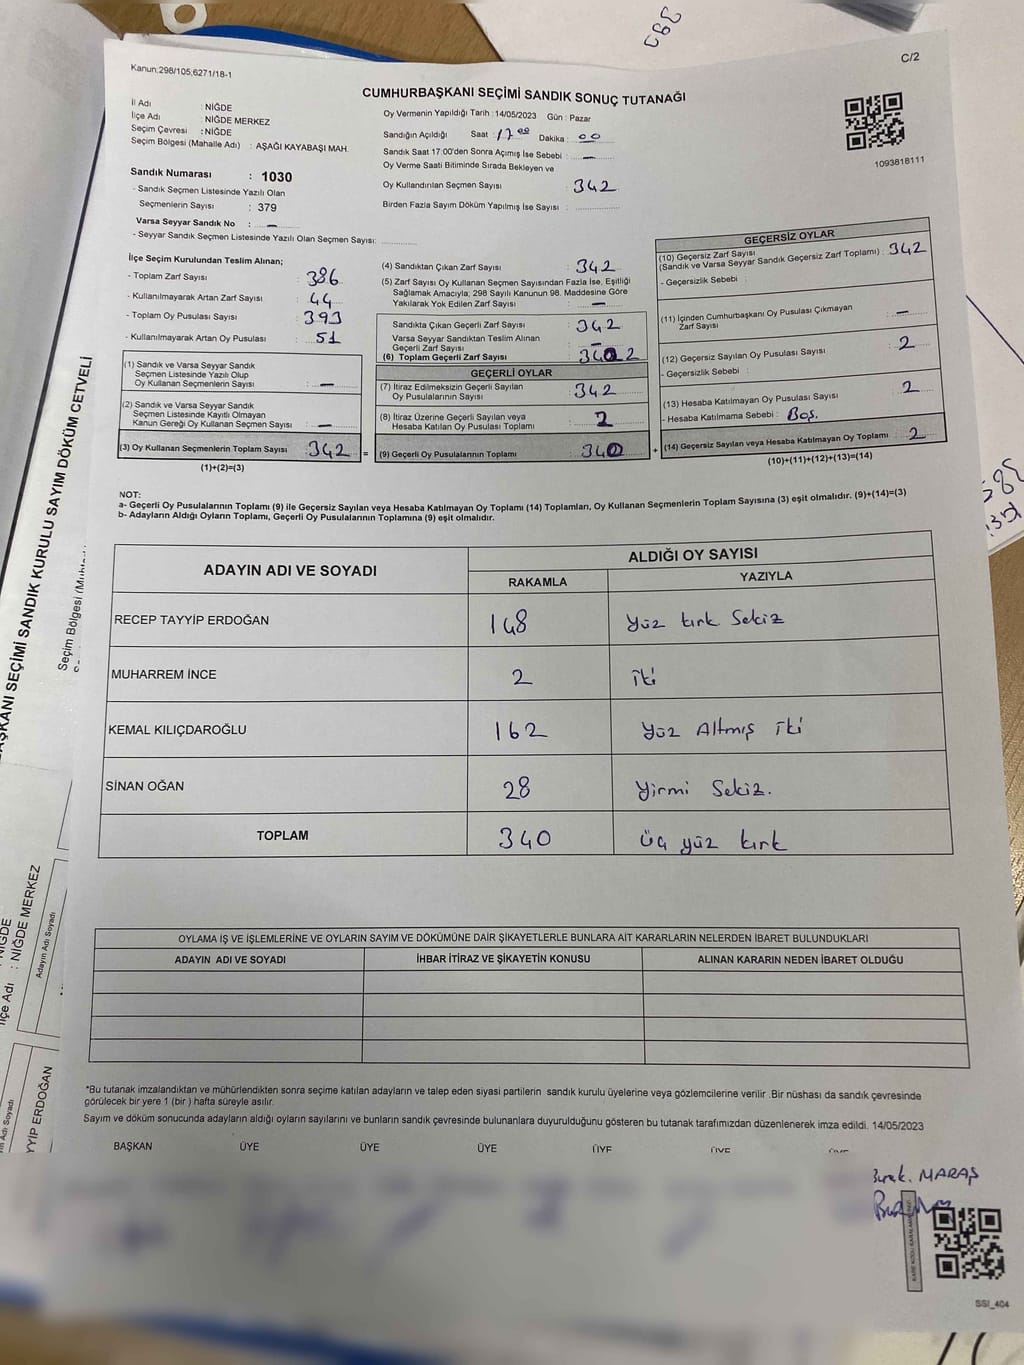 C/2
Kanun:298/105,6271/18-1
CUMHURBAŞKANI SEÇİMİ SANDIK SONUÇ TUTANAĞI
İl Adı : NİĞDE
İlçe Adı : NİĞDE MERKEZ
Seçim Çevresi : NİĞDE
Seçim Bölgesi (Mahalle Adı) : AŞAĞI KAYABAŞI MAH.
Sandık Numarası : 1030
- Sandık Seçmen Listesinde Yazılı Olan
Seçmenlerin Sayısı : 379
Varsa Seyyar Sandık No : -
- Seyyar Sandık Seçmen Listesinde Yazılı Olan Seçmen Sayısı: ............
Oy Vermenin Yapıldığı Tarih : 14/05/2023 Gün : Pazar
Sandığın Açıldığı Saat : 17 00 Dakika : 00
Sandık Saat 17:00'den Sonra Açımış İse Sebebi : -
Oy Verme Saati Bitiminde Sırada Bekleyen ve
Oy Kullandırılan Seçmen Sayısı : 342
Birden Fazla Sayım Döküm Yapılmış İse Sayısı : ............
1093818111
İlçe Seçim Kurulundan Teslim Alınan;
- Toplam Zarf Sayısı : 386
- Kullanılmayarak Artan Zarf Sayısı : 44
- Toplam Oy Pusulası Sayısı : 393
- Kullanılmayarak Artan Oy Pusulası : 51
(1) Sandık ve Varsa Seyyar Sandık
Seçmen Listesinde Yazılı Olup
Oy Kullanan Seçmenlerin Sayısı : -
(2) Sandık ve Varsa Seyyar Sandık
Seçmen Listesinde Kayıtlı Olmayan
Kanun Gereği Oy Kullanan Seçmen Sayısı : -
(3) Oy Kullanan Seçmenlerin Toplam Sayısı : 342 =
(1)+(2)=(3)
(4) Sandıktan Çıkan Zarf Sayısı : 342
(5) Zarf Sayısı Oy Kullanan Seçmen Sayısından Fazla İse, Eşitliği
Sağlamak Amacıyla; 298 Sayılı Kanunun 98. Maddesine Göre
Yakılarak Yok Edilen Zarf Sayısı : -
Sandıkta Çıkan Geçerli Zarf Sayısı : 342
Varsa Seyyar Sandıktan Teslim Alınan
Geçerli Zarf Sayısı : -
(6) Toplam Geçerli Zarf Sayısı : 3402
GEÇERLİ OYLAR
(7) İtiraz Edilmeksizin Geçerli Sayılan
Oy Pusulalarının Sayısı : 342
(8) İtiraz Üzerine Geçerli Sayılan veya
Hesaba Katılan Oy Pusulası Toplamı : 2
(9) Geçerli Oy Pusulalarının Toplamı : 340 +
GEÇERSİZ OYLAR
(10) Geçersiz Zarf Sayısı
(Sandık ve Varsa Seyyar Sandık Geçersiz Zarf Toplamı) : 342
- Geçersizlik Sebebi :
(11) İçinden Cumhurbaşkanı Oy Pusulası Çıkmayan
Zarf Sayısı : -
(12) Geçersiz Sayılan Oy Pusulası Sayısı : 2
- Geçersizlik Sebebi :
(13) Hesaba Katılmayan Oy Pusulası Sayısı : 2
- Hesaba Katılmama Sebebi : Boş.
(14) Geçersiz Sayılan veya Hesaba Katılmayan Oy Toplamı : 2
(10)+(11)+(12)+(13)=(14)
NOT:
a- Geçerli Oy Pusulalarının Toplamı (9) ile Geçersiz Sayılan veya Hesaba Katılmayan Oy Toplamı (14) Toplamları, Oy Kullanan Seçmenlerin Toplam Sayısına (3) eşit olmalıdır. (9)+(14)=(3)
b- Adayların Aldığı Oyların Toplamı, Geçerli Oy Pusulalarının Toplamına (9) eşit olmalıdır.
ADAYIN ADI VE SOYADI ALDIĞI OY SAYISI
RAKAMLA YAZIYLA
RECEP TAYYİP ERDOĞAN 148 Yüz kırk Sekiz
MUHARREM İNCE 2 iki
KEMAL KILIÇDAROĞLU 162 Yüz Altmış iki
SİNAN OĞAN 28 Yirmi Sekiz.
TOPLAM 340 Üç yüz kırk
OYLAMA İŞ VE İŞLEMLERİNE VE OYLARIN SAYIM VE DÖKÜMÜNE DAİR ŞİKAYETLERLE BUNLARA AİT KARARLARIN NELERDEN İBARET BULUNDUKLARI
ADAYIN ADI VE SOYADI İHBAR İTİRAZ VE ŞİKAYETİN KONUSU ALINAN KARARIN NEDEN İBARET OLDUĞU
*Bu tutanak imzalandıktan ve mühürlendikten sonra seçime katılan adayların ve talep eden siyasi partilerin sandık kurulu üyelerine veya gözlemcilerine verilir .Bir nüshası da sandık çevresinde
görülecek bir yere 1 (bir ) hafta süreyle asılır.
Sayım ve döküm sonucunda adayların aldığı oyların sayılarını ve bunların sandık çevresinde bulunanlara duyurulduğunu gösteren bu tutanak tarafımızdan düzenlenerek imza edildi. 14/05/2023
BAŞKAN ÜYE ÜYE ÜYE ÜYE ÜYE
Burak. MARAŞ
SSI_404
383
SEÇİMİ SANDIK KURULU SAYIM DÖKÜM CETVELİ
Seçim Bölgesi
NİĞDE
: NİĞDE MERKEZ
Adayın Adı Soyadı
ERDOĞAN